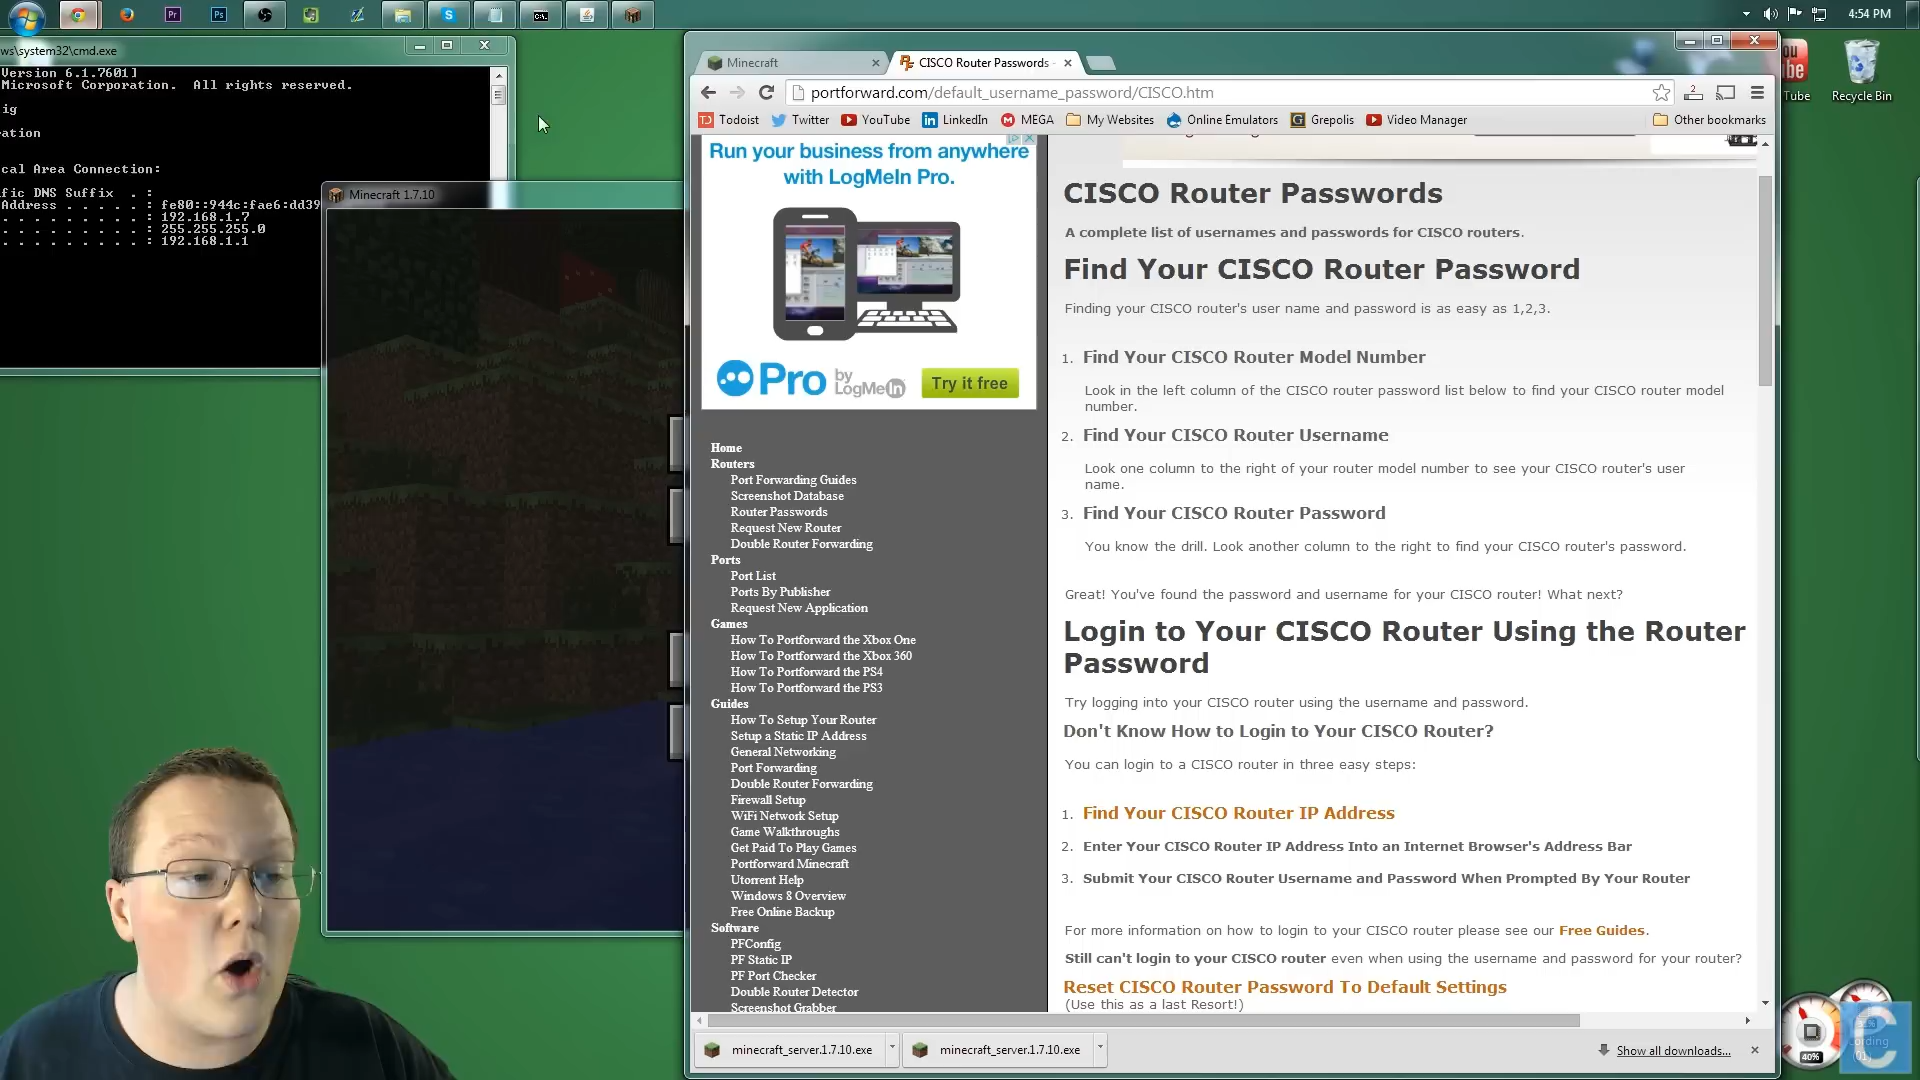 4:54 PM
ws\system32\cmd.exe
Version 6.1.7601]
Microsoft Corporation. All rights reserved.
ig
ation
cal Area Connection:
fic DNS Suffix . :
Address . . . . . : fe80::944c:fae6:dd39
. . . . . . . . . : 192.168.1.7
. . . . . . . . . : 255.255.255.0
. . . . . . . . . : 192.168.1.1
Minecraft 1.7.10
Minecraft
CISCO Router Passwords -
portforward.com/default_username_password/CISCO.htm
2
Todoist
Twitter
YouTube
LinkedIn
MEGA
My Websites
Online Emulators
Grepolis
Video Manager
Other bookmarks
Tube
Recycle Bin
Run your business from anywhere
with LogMeIn Pro.
Pro by LogMeIn
Try it free
Home
Routers
Port Forwarding Guides
Screenshot Database
Router Passwords
Request New Router
Double Router Forwarding
Ports
Port List
Ports By Publisher
Request New Application
Games
How To Portforward the Xbox One
How To Portforward the Xbox 360
How To Portforward the PS4
How To Portforward the PS3
Guides
How To Setup Your Router
Setup a Static IP Address
General Networking
Port Forwarding
Double Router Forwarding
Firewall Setup
WiFi Network Setup
Game Walkthroughs
Get Paid To Play Games
Portforward Minecraft
Utorrent Help
Windows 8 Overview
Free Online Backup
Software
PFConfig
PF Static IP
PF Port Checker
Double Router Detector
Screenshot Grabber
CISCO Router Passwords
A complete list of usernames and passwords for CISCO routers.
Find Your CISCO Router Password
Finding your CISCO router's user name and password is as easy as 1,2,3.
1. Find Your CISCO Router Model Number
Look in the left column of the CISCO router password list below to find your CISCO router model
number.
2. Find Your CISCO Router Username
Look one column to the right of your router model number to see your CISCO router's user
name.
3. Find Your CISCO Router Password
You know the drill. Look another column to the right to find your CISCO router's password.
Great! You've found the password and username for your CISCO router! What next?
Login to Your CISCO Router Using the Router
Password
Try logging into your CISCO router using the username and password.
Don't Know How to Login to Your CISCO Router?
You can login to a CISCO router in three easy steps:
1. Find Your CISCO Router IP Address
2. Enter Your CISCO Router IP Address Into an Internet Browser's Address Bar
3. Submit Your CISCO Router Username and Password When Prompted By Your Router
For more information on how to login to your CISCO router please see our Free Guides.
Still can't login to your CISCO router even when using the username and password for your router?
Reset CISCO Router Password To Default Settings
(Use this as a last Resort!)
minecraft_server.1.7.10.exe
minecraft_server.1.7.10.exe
Show all downloads...
40%